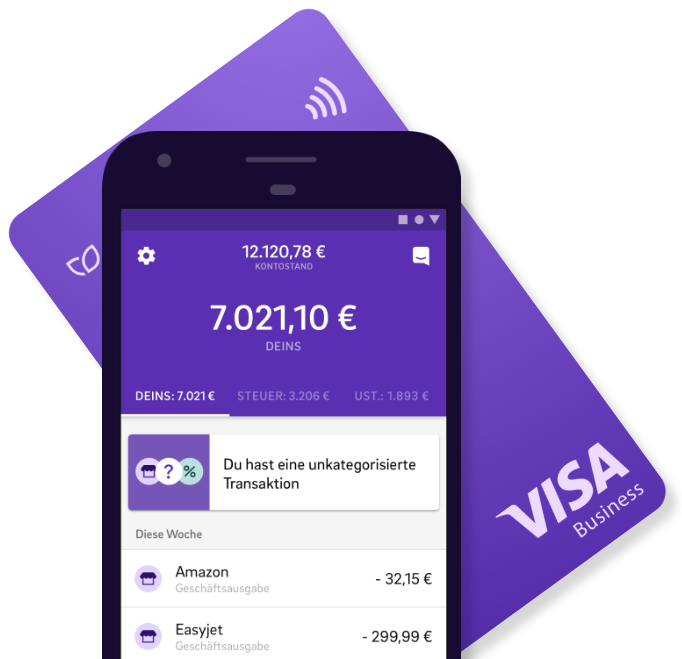 12.120,78 €
KONTOSTAND
7.021,10 €
DEINS
DEINS: 7.021 € STEUER: 3.206 € UST.: 1.893 €
? %
Du hast eine unkategorisierte
Transaktion
Diese Woche
Amazon - 32,15 €
Geschäftsausgabe
Easyjet - 299,99 €
Geschäftsausgabe
VISA
Business